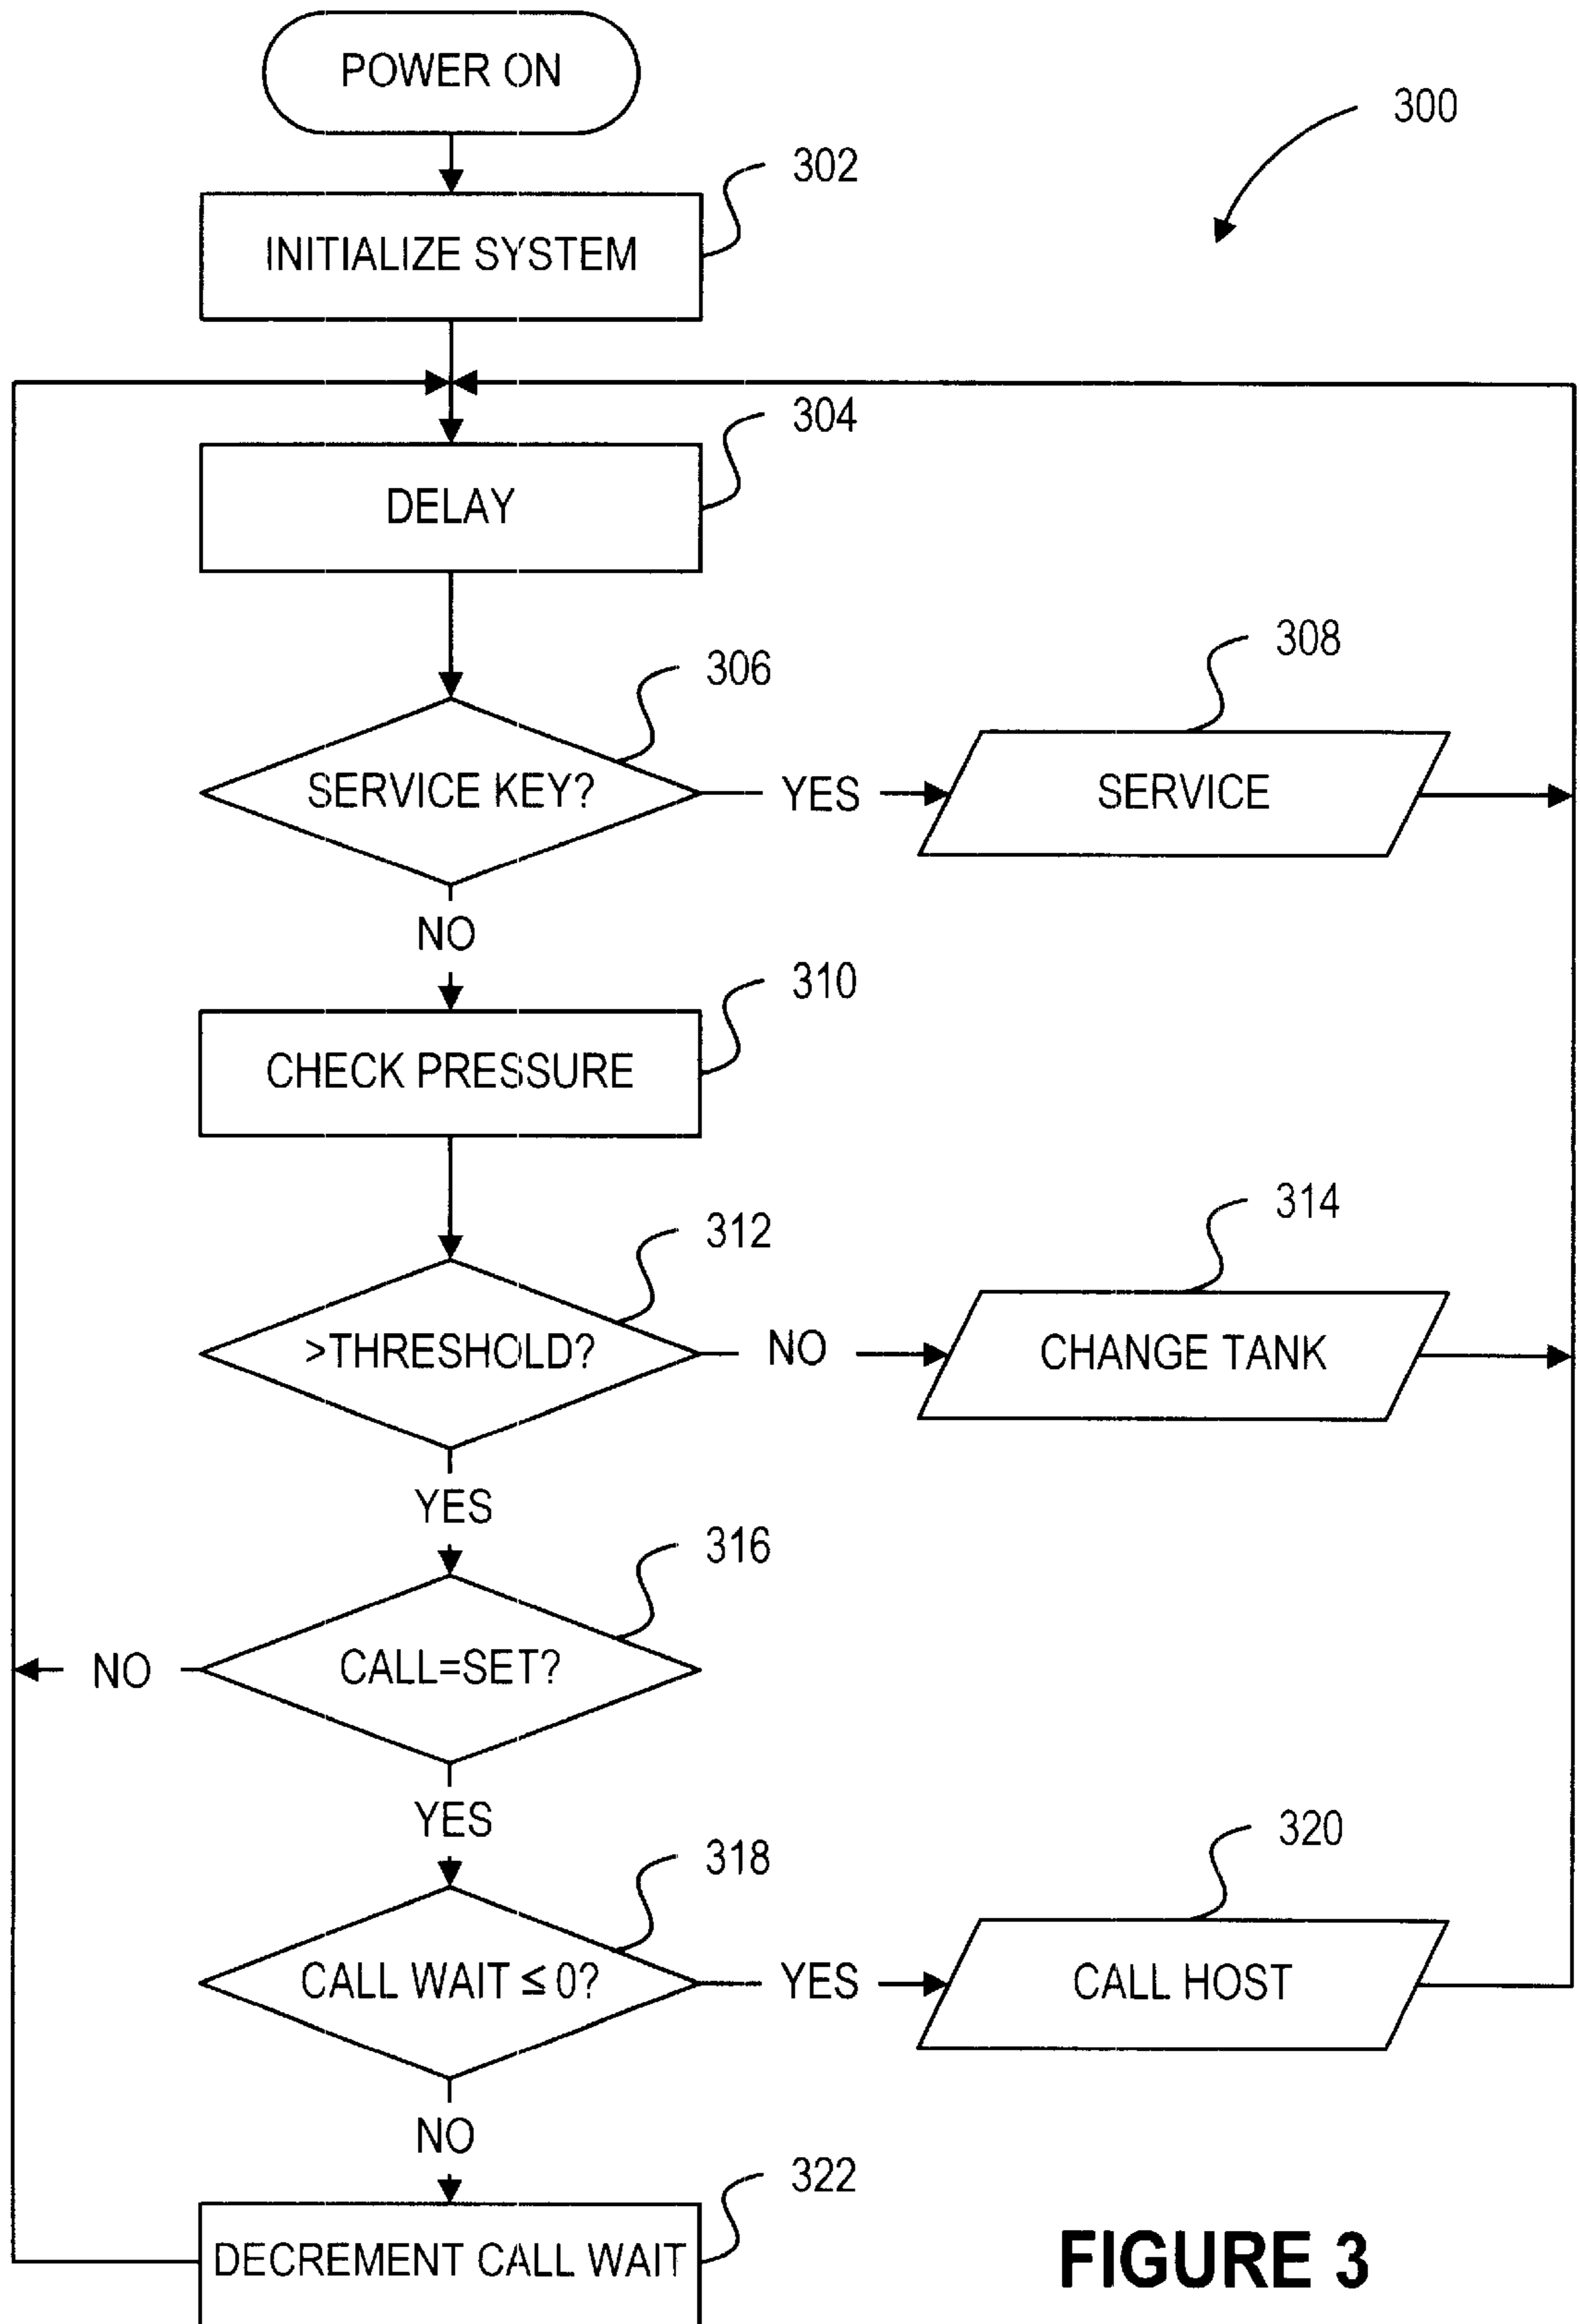 POWER ON
300
302
INITIALIZE SYSTEM
304
DELAY
306
308
SERVICE KEY?
YES
SERVICE
NO
310
CHECK PRESSURE
312
314
>THRESHOLD?
NO
CHANGE TANK
YES
316
NO
CALL=SET?
YES
318
320
CALL WAIT ≤ 0?
YES
CALL HOST
NO
322
DECREMENT CALL WAIT
FIGURE 3